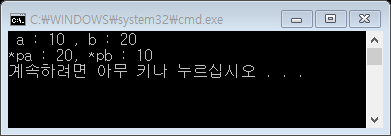 C:\WINDOWS\system32\cmd.exe
a : 10 , b : 20
*pa : 20, *pb : 10
계속하려면 아무 키나 누르십시오 . . .